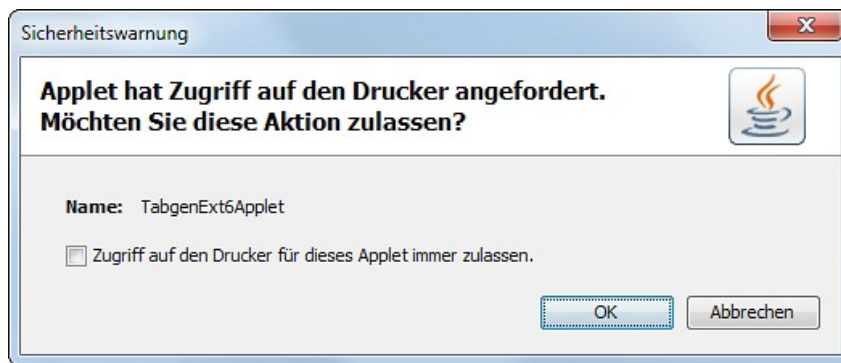 Sicherheitswarnung
Applet hat Zugriff auf den Drucker angefordert.
Möchten Sie diese Aktion zulassen?
Name: TabgenExt6Applet
Zugriff auf den Drucker für dieses Applet immer zulassen.
OK Abbrechen